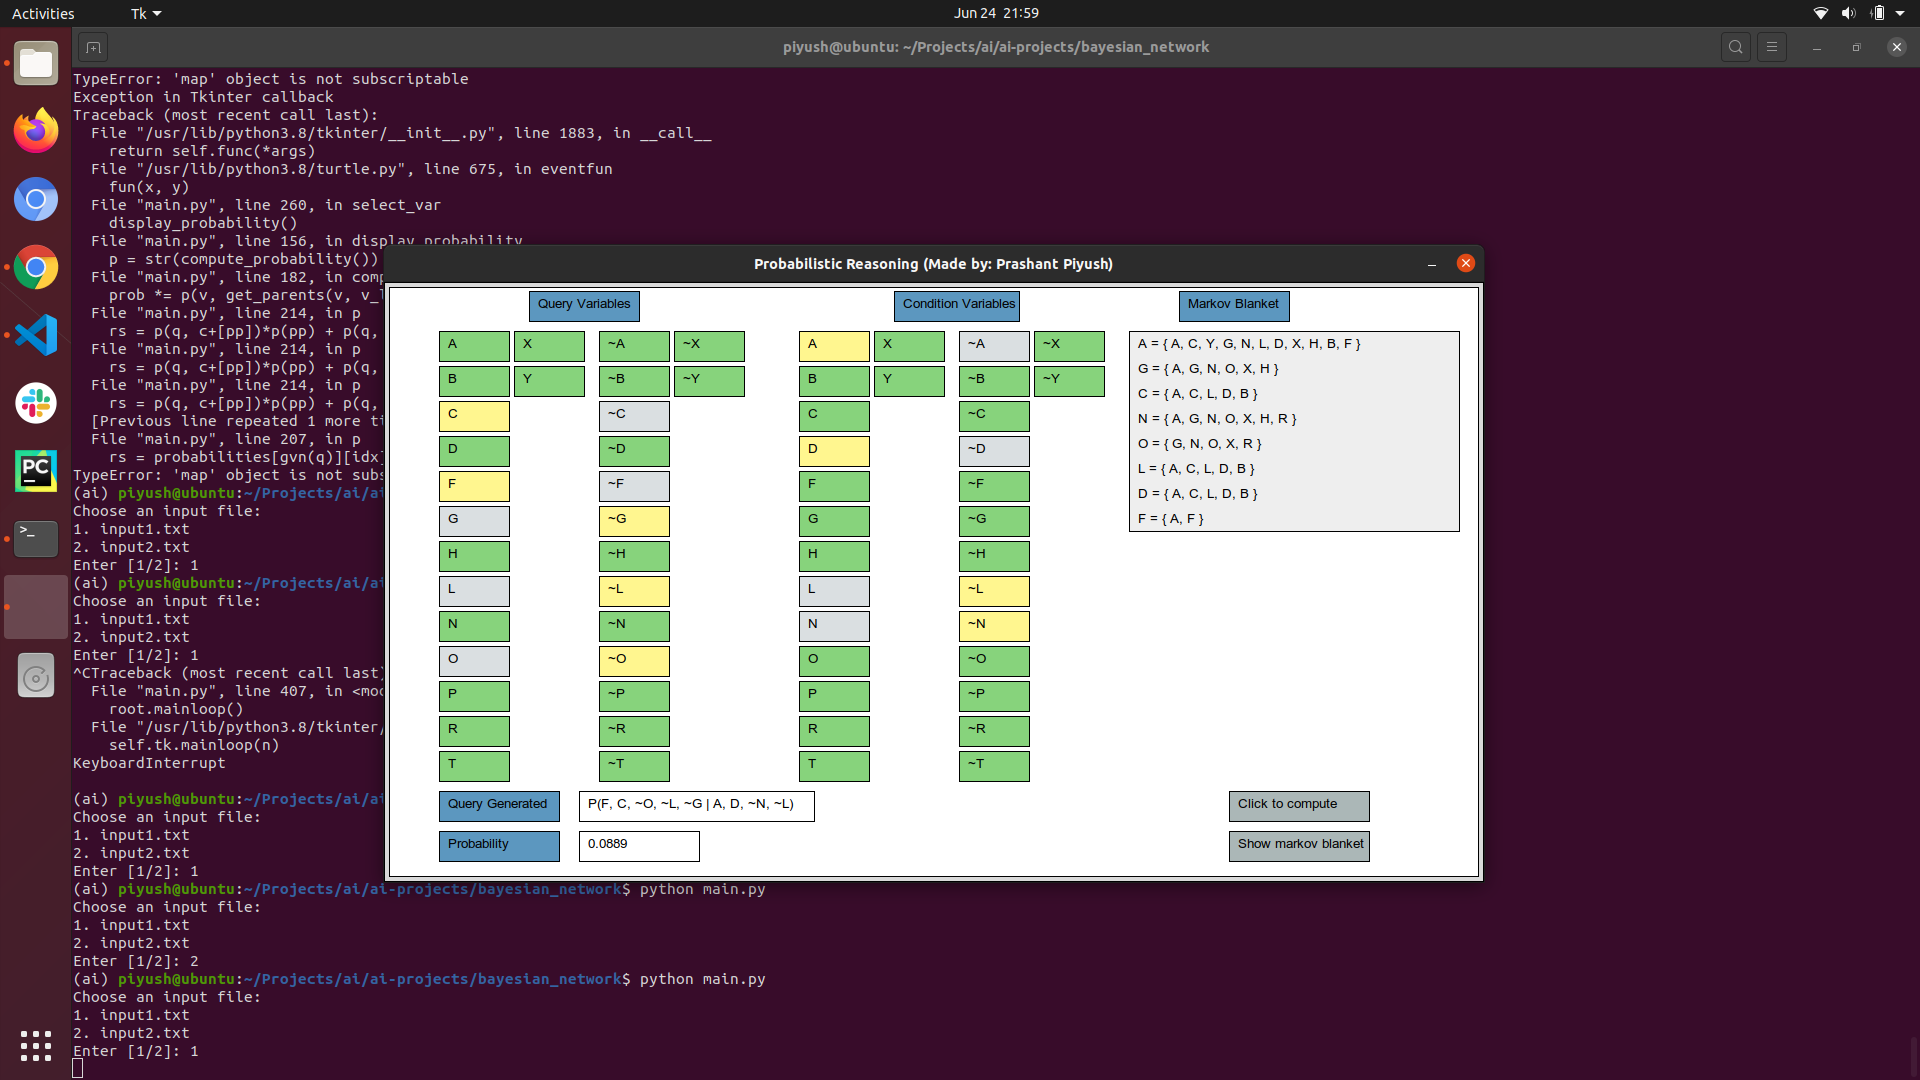 Activities
Tk
Jun 24 21:59
piyush@ubuntu: ~/Projects/ai/ai-projects/bayesian_network
TypeError: 'map' object is not subscriptable
Exception in Tkinter callback
Traceback (most recent call last):
File "/usr/lib/python3.8/tkinter/__init__.py", line 1883, in __call__
return self.func(*args)
File "/usr/lib/python3.8/turtle.py", line 675, in eventfun
fun(x, y)
File "main.py", line 260, in select_var
display_probability()
File "main.py", line 156, in display_probability
p = str(compute_probability())
File "main.py", line 182, in com
prob *= p(v, get_parents(v, v_
File "main.py", line 214, in p
rs = p(q, c+[pp])*p(pp) + p(q,
File "main.py", line 214, in p
rs = p(q, c+[pp])*p(pp) + p(q,
File "main.py", line 214, in p
rs = p(q, c+[pp])*p(pp) + p(q,
[Previous line repeated 1 more ti
File "main.py", line 207, in p
rs = probabilities[gvn(q)][idx]
TypeError: 'map' object is not subs
(ai) piyush@ubuntu:~/Projects/ai/ai
Choose an input file:
1. input1.txt
2. input2.txt
Enter [1/2]: 1
(ai) piyush@ubuntu:~/Projects/ai/ai
Choose an input file:
1. input1.txt
2. input2.txt
Enter [1/2]: 1
^CTraceback (most recent call last)
File "main.py", line 407, in <mod
root.mainloop()
File "/usr/lib/python3.8/tkinter/
self.tk.mainloop(n)
KeyboardInterrupt
(ai) piyush@ubuntu:~/Projects/ai/ai
Choose an input file:
1. input1.txt
2. input2.txt
Enter [1/2]: 1
(ai) piyush@ubuntu:~/Projects/ai/ai-projects/bayesian_network$ python main.py
Choose an input file:
1. input1.txt
2. input2.txt
Enter [1/2]: 2
(ai) piyush@ubuntu:~/Projects/ai/ai-projects/bayesian_network$ python main.py
Choose an input file:
1. input1.txt
2. input2.txt
Enter [1/2]: 1
PC
>_
Probabilistic Reasoning (Made by: Prashant Piyush)
Query Variables Condition Variables Markov Blanket
A X ~A ~X A X ~A ~X
B Y ~B ~Y B Y ~B ~Y
C ~C C ~C
D ~D D ~D
F ~F F ~F
G ~G G ~G
H ~H H ~H
L ~L L ~L
N ~N N ~N
O ~O O ~O
P ~P P ~P
R ~R R ~R
T ~T T ~T
A = { A, C, Y, G, N, L, D, X, H, B, F }
G = { A, G, N, O, X, H }
C = { A, C, L, D, B }
N = { A, G, N, O, X, H, R }
O = { G, N, O, X, R }
L = { A, C, L, D, B }
D = { A, C, L, D, B }
F = { A, F }
Query Generated P(F, C, ~O, ~L, ~G | A, D, ~N, ~L) Click to compute
Probability 0.0889 Show markov blanket